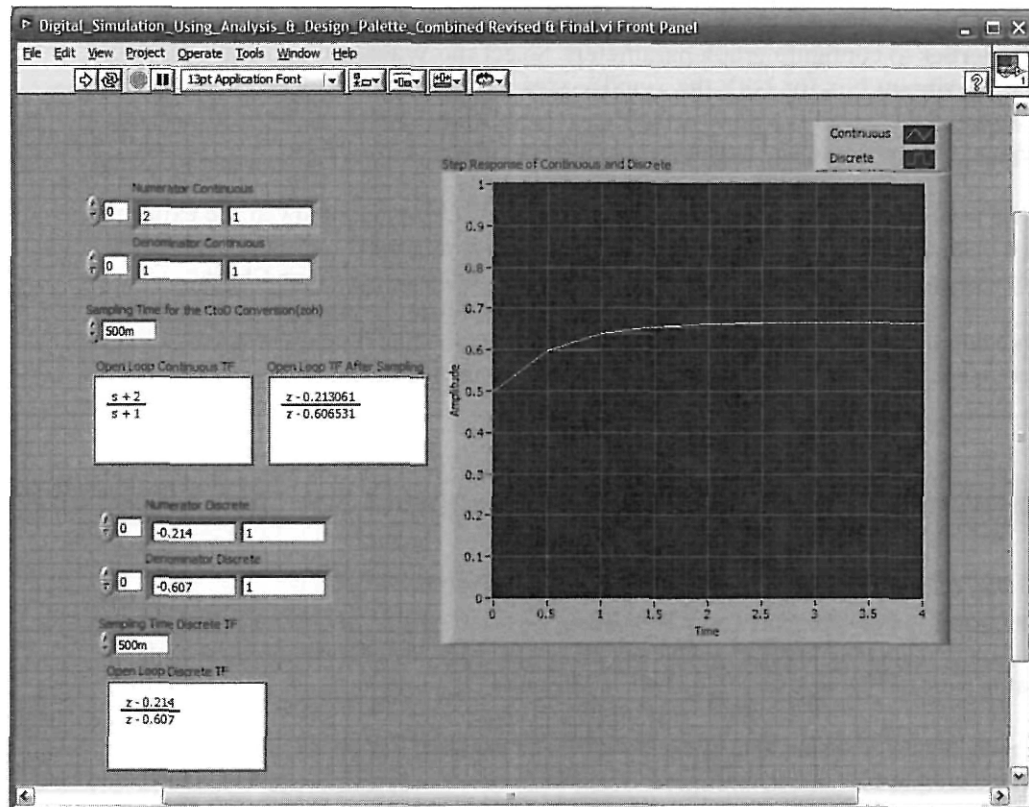 Digital_Simulation_Using_Analysis_&_Design_Palette_Combined Revised & Final.vi Front Panel
File Edit View Project Operate Tools Window Help
13pt Application Font
1
Continuous
Discrete
Step Response of Continuous and Discrete
Numerator Continuous
0 2 1
Denominator Continuous
0 1 1
Sampling Time for the CtoD Conversion(zoh)
500m
Open Loop Continuous TF
s + 2
s + 1
Open Loop TF After Sampling
z - 0.213061
z - 0.606531
Numerator Discrete
0 -0.214 1
Denominator Discrete
0 -0.607 1
Sampling Time Discrete TF
500m
Open Loop Discrete TF
z - 0.214
z - 0.607
Amplitude
1
0.9
0.8
0.7
0.6
0.5
0.4
0.3
0.2
0.1
0
0 0.5 1 1.5 2 2.5 3 3.5 4
Time